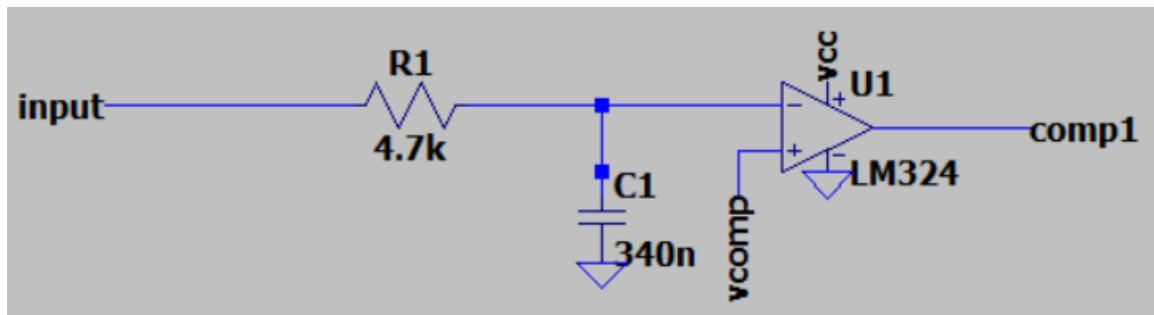 input
R1
4.7k
C1
340n
vcomp
vcc
U1
LM324
comp1